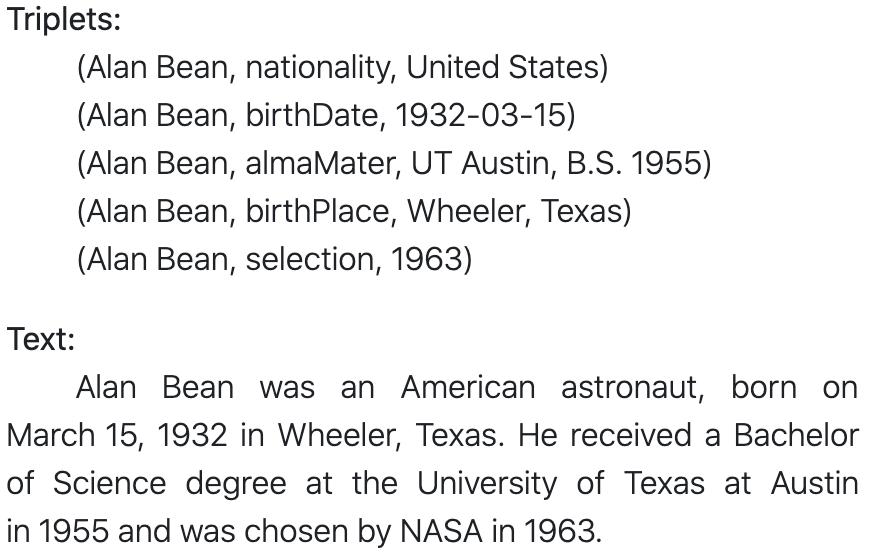 Triplets:
(Alan Bean, nationality, United States)
(Alan Bean, birthDate, 1932-03-15)
(Alan Bean, almaMater, UT Austin, B.S. 1955)
(Alan Bean, birthPlace, Wheeler, Texas)
(Alan Bean, selection, 1963)
Text:
Alan Bean was an American astronaut, born on
March 15, 1932 in Wheeler, Texas. He received a Bachelor
of Science degree at the University of Texas at Austin
in 1955 and was chosen by NASA in 1963.